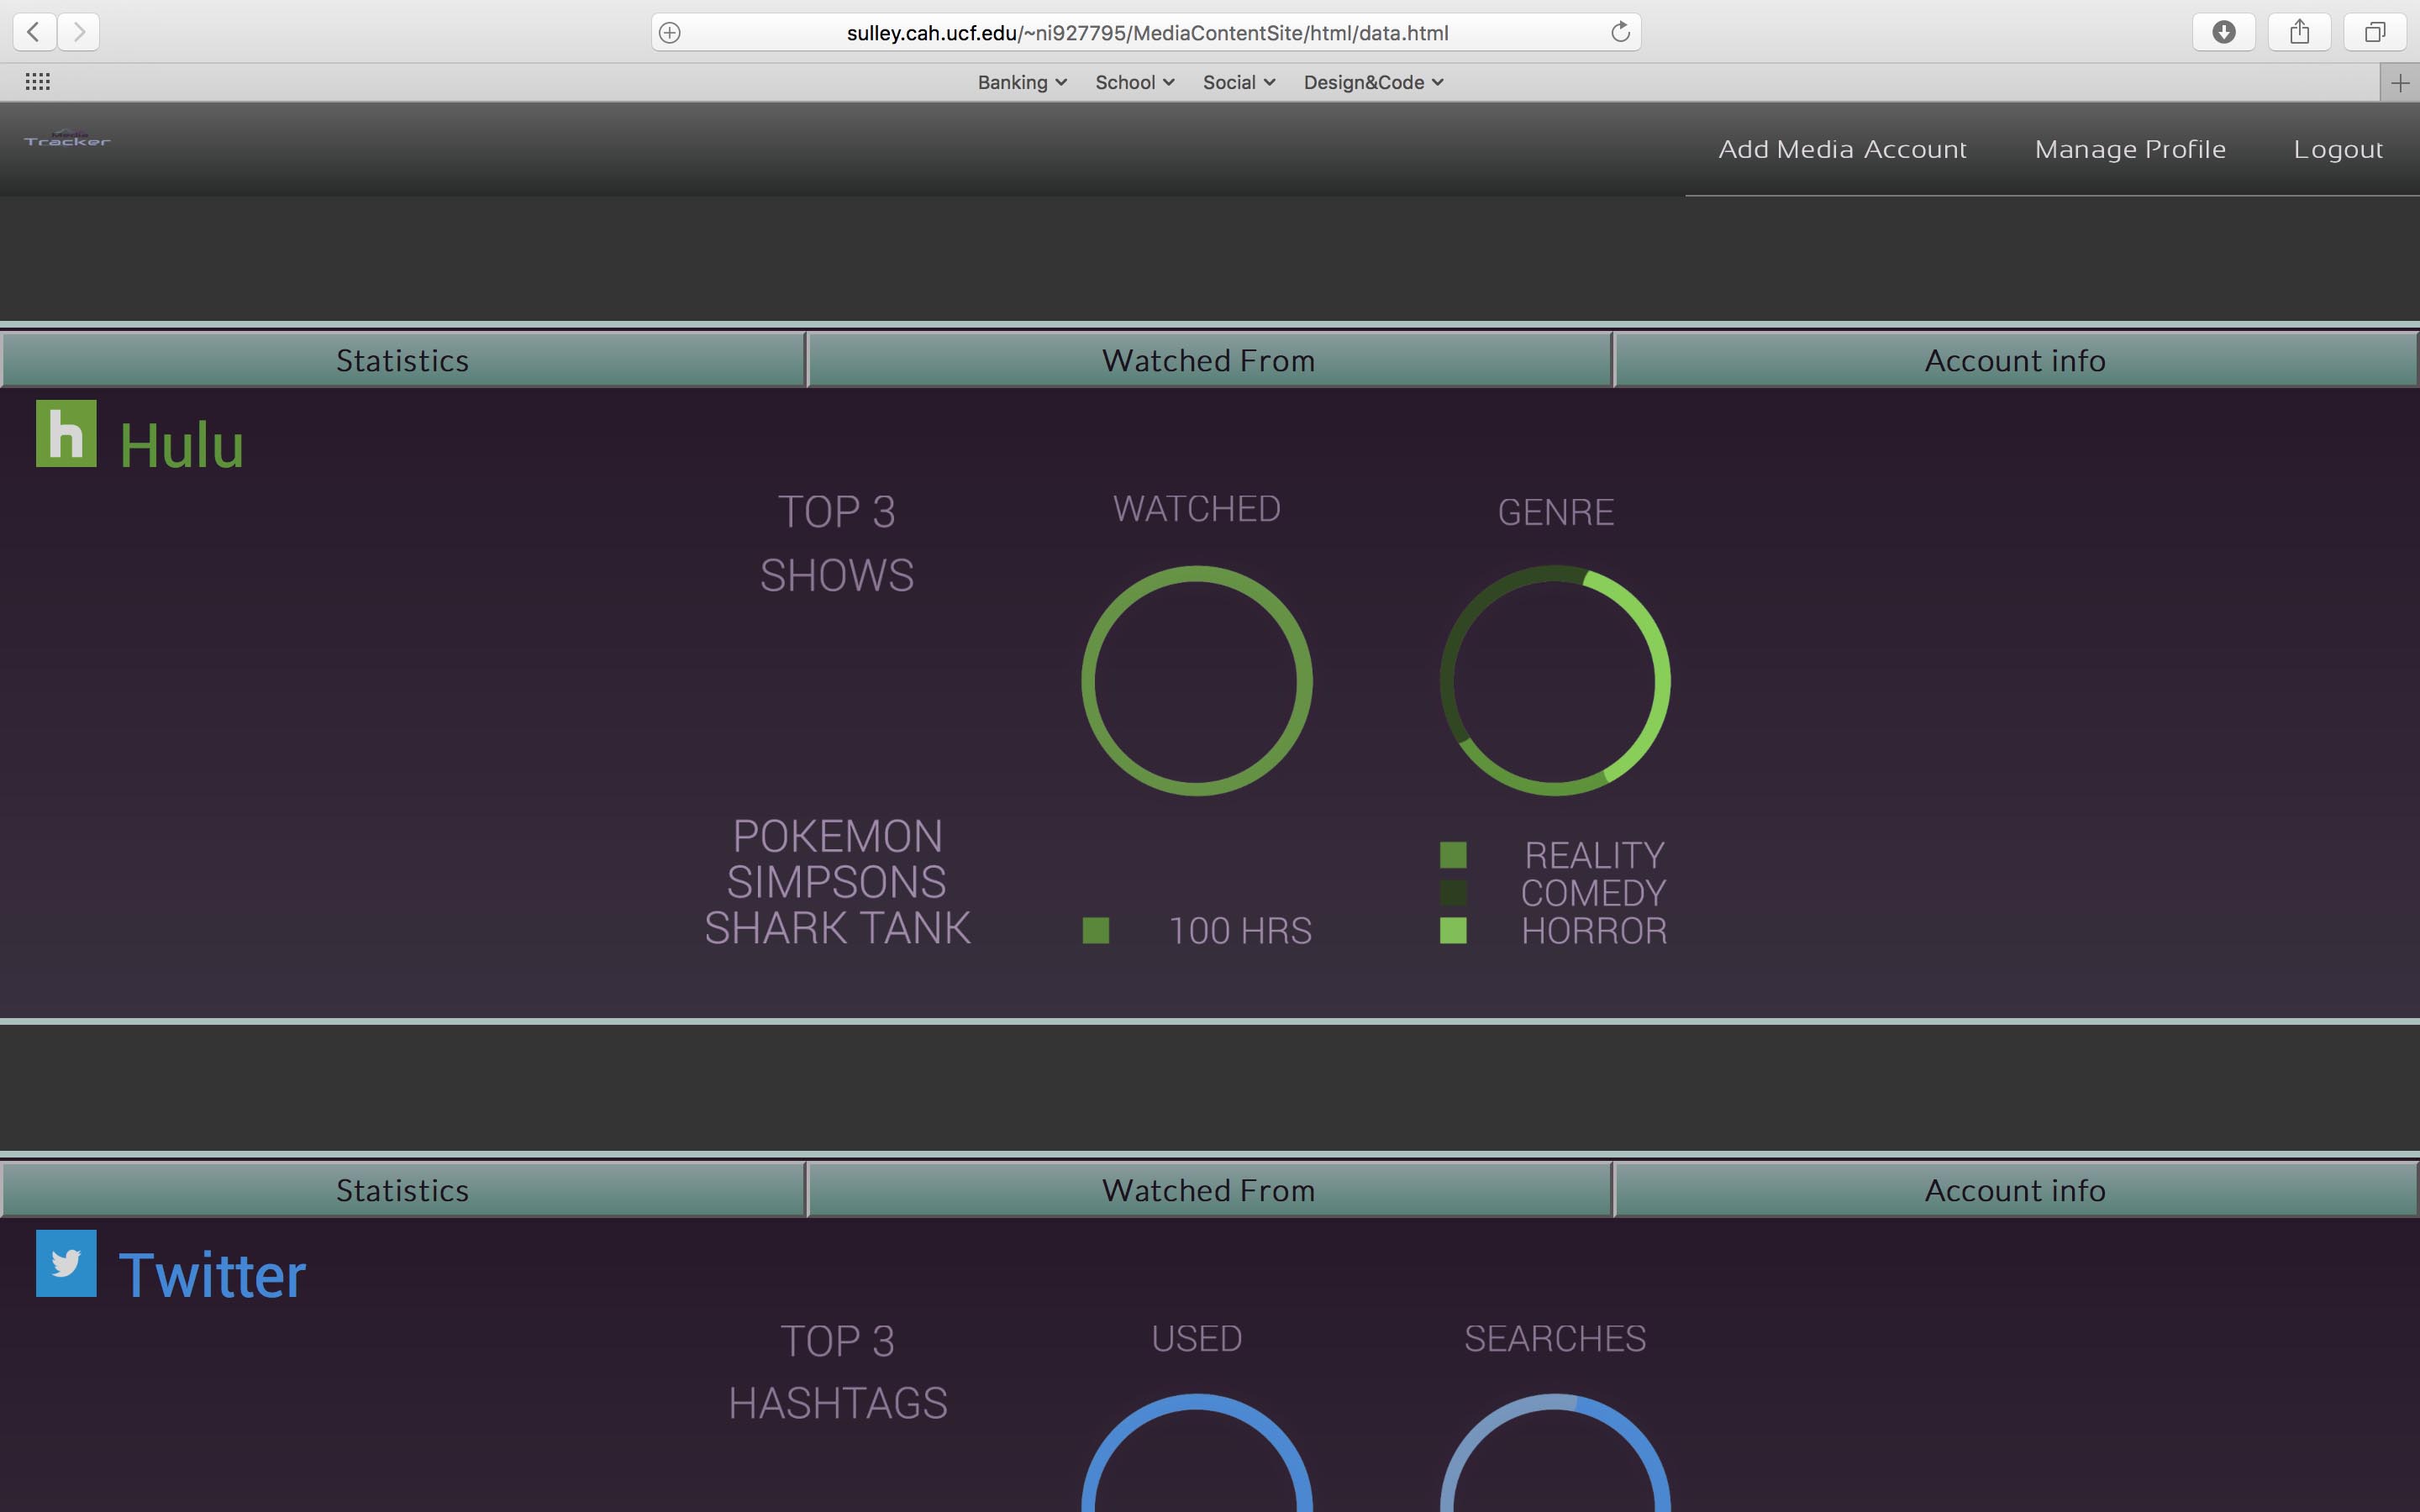 sulley.cah.ucf.edu/~ni927795/MediaContentSite/html/data.html
Banking School Social Design&Code
Media
Tracker
Add Media Account Manage Profile Logout
Statistics Watched From Account info
h Hulu
TOP 3
SHOWS
WATCHED
GENRE
POKEMON
SIMPSONS
SHARK TANK
100 HRS
REALITY
COMEDY
HORROR
Statistics Watched From Account info
Twitter
TOP 3
HASHTAGS
USED
SEARCHES